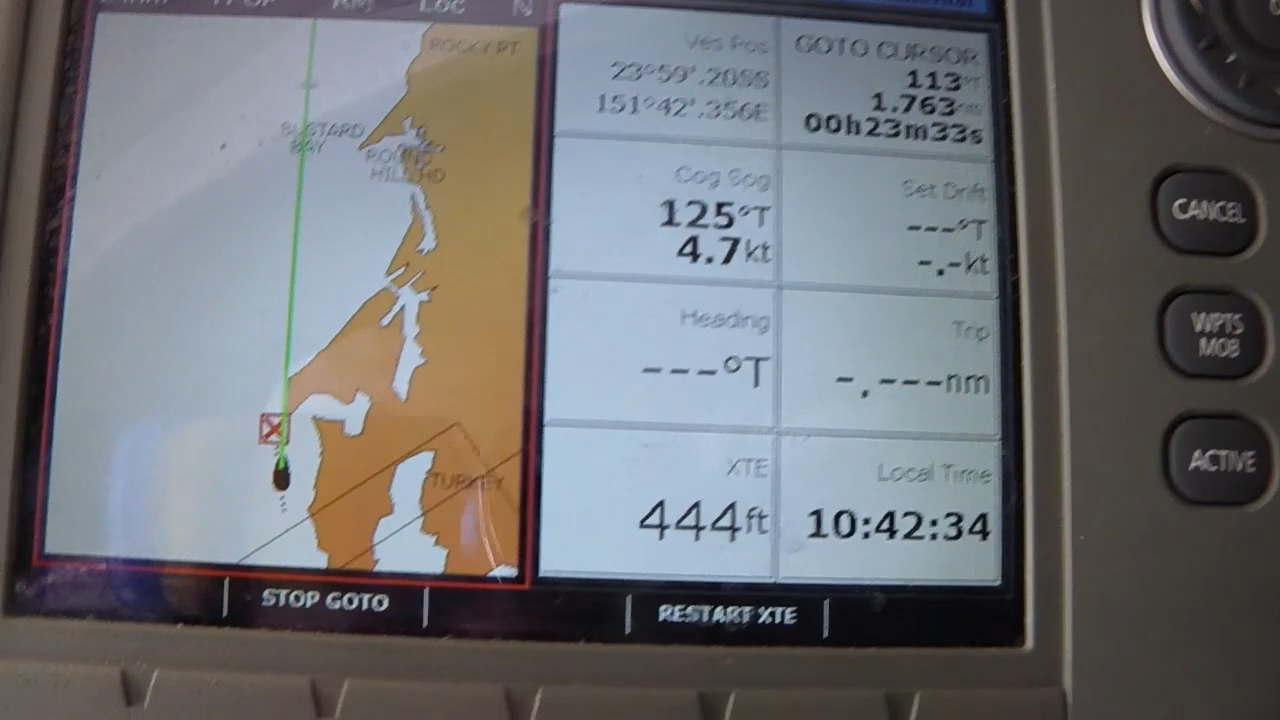 ROCKY PT
BUSTARD
BAY
ROUND
HILL HD
TURKEY
STOP GOTO
Ves Pos
23°59'.208S
151°42'.356E
GOTO CURSOR
113°T
1.763nm
00h23m33s
Cog Sog
125°T
4.7kt
Set Drift
---°T
-.-kt
Heading
---°T
Trip
-.---nm
XTE
444ft
Local Time
10:42:34
RESTART XTE
CANCEL
WPTS
MOB
ACTIVE